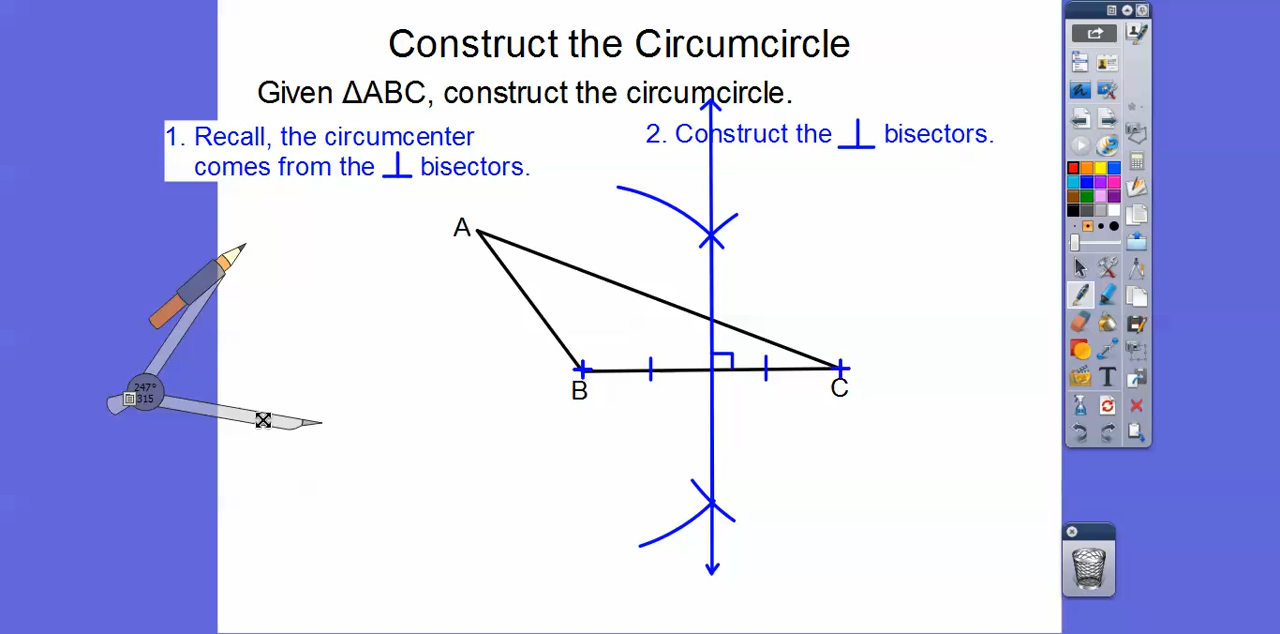 Construct the Circumcircle
Given ΔABC, construct the circumcircle.
1. Recall, the circumcenter
comes from the ⊥ bisectors.
2. Construct the ⊥ bisectors.
A
B
C
247°
315
T